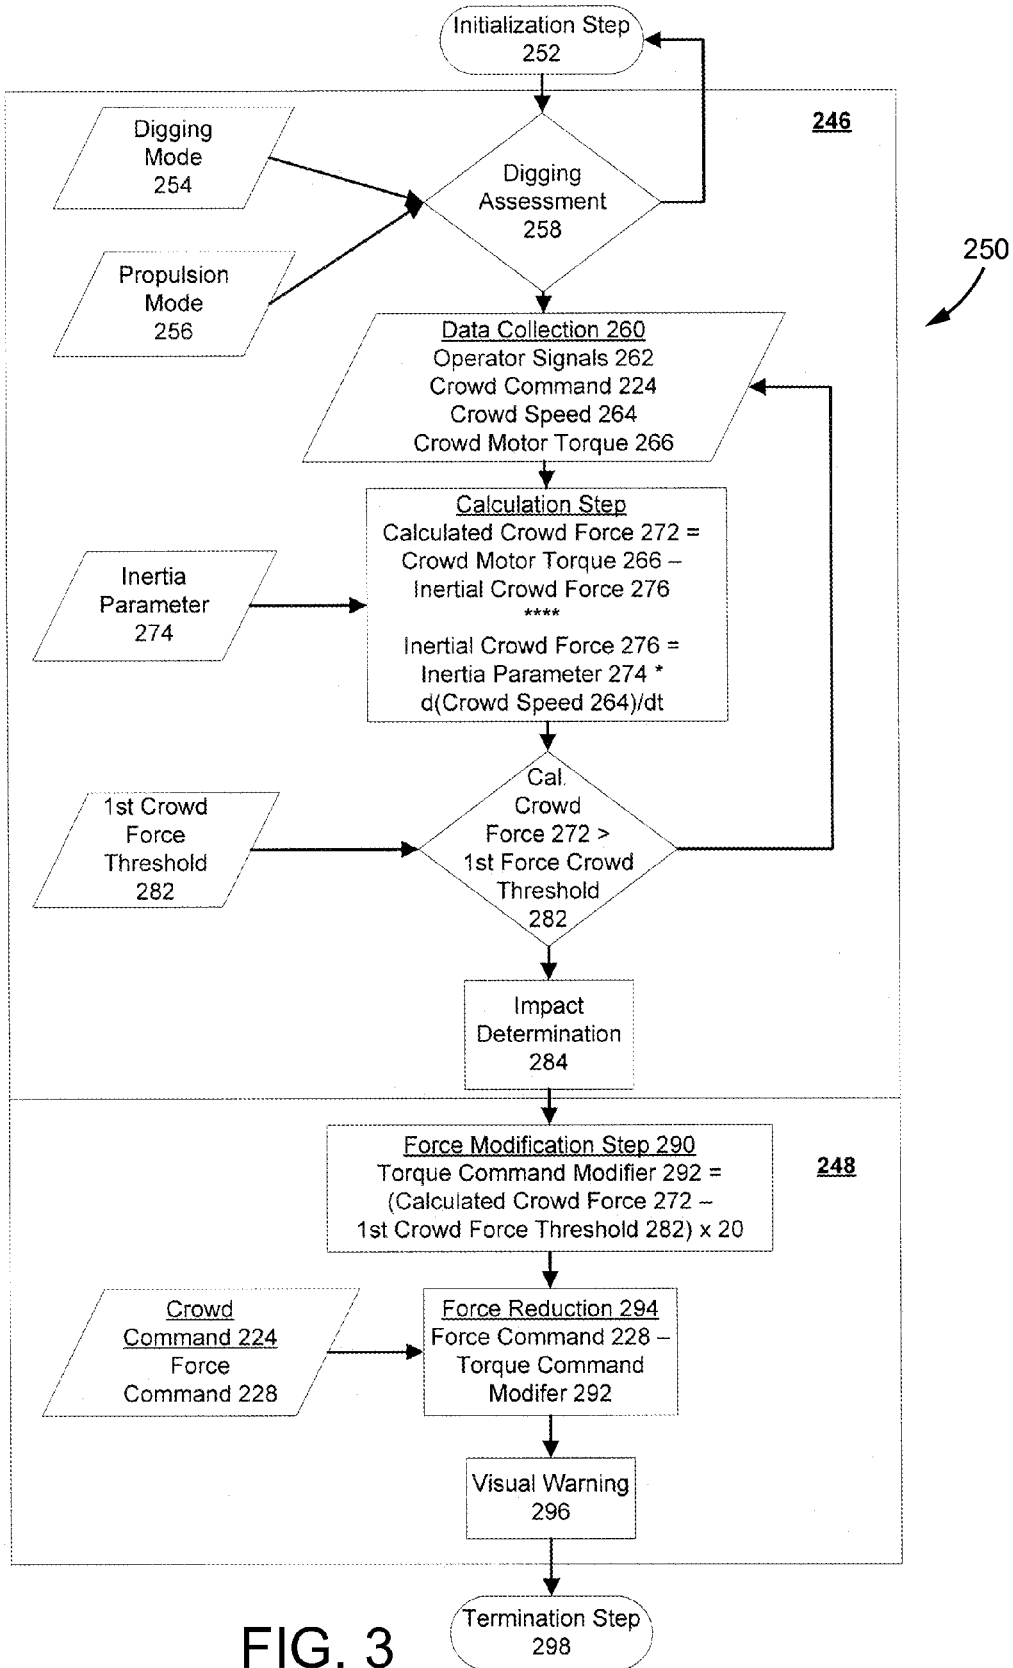 Initialization Step
252
246
Digging
Mode
254
Digging
Assessment
258
250
Propulsion
Mode
256
Data Collection 260
Operator Signals 262
Crowd Command 224
Crowd Speed 264
Crowd Motor Torque 266
Calculation Step
Calculated Crowd Force 272 =
Crowd Motor Torque 266 –
Inertial Crowd Force 276
****
Inertial Crowd Force 276 =
Inertia Parameter 274 *
d(Crowd Speed 264)/dt
Inertia
Parameter
274
1st Crowd
Force
Threshold
282
Cal.
Crowd
Force 272 >
1st Force Crowd
Threshold
282
Impact
Determination
284
248
Force Modification Step 290
Torque Command Modifier 292 =
(Calculated Crowd Force 272 –
1st Crowd Force Threshold 282) x 20
Crowd
Command 224
Force
Command 228
Force Reduction 294
Force Command 228 –
Torque Command
Modifer 292
Visual Warning
296
Termination Step
298
FIG. 3